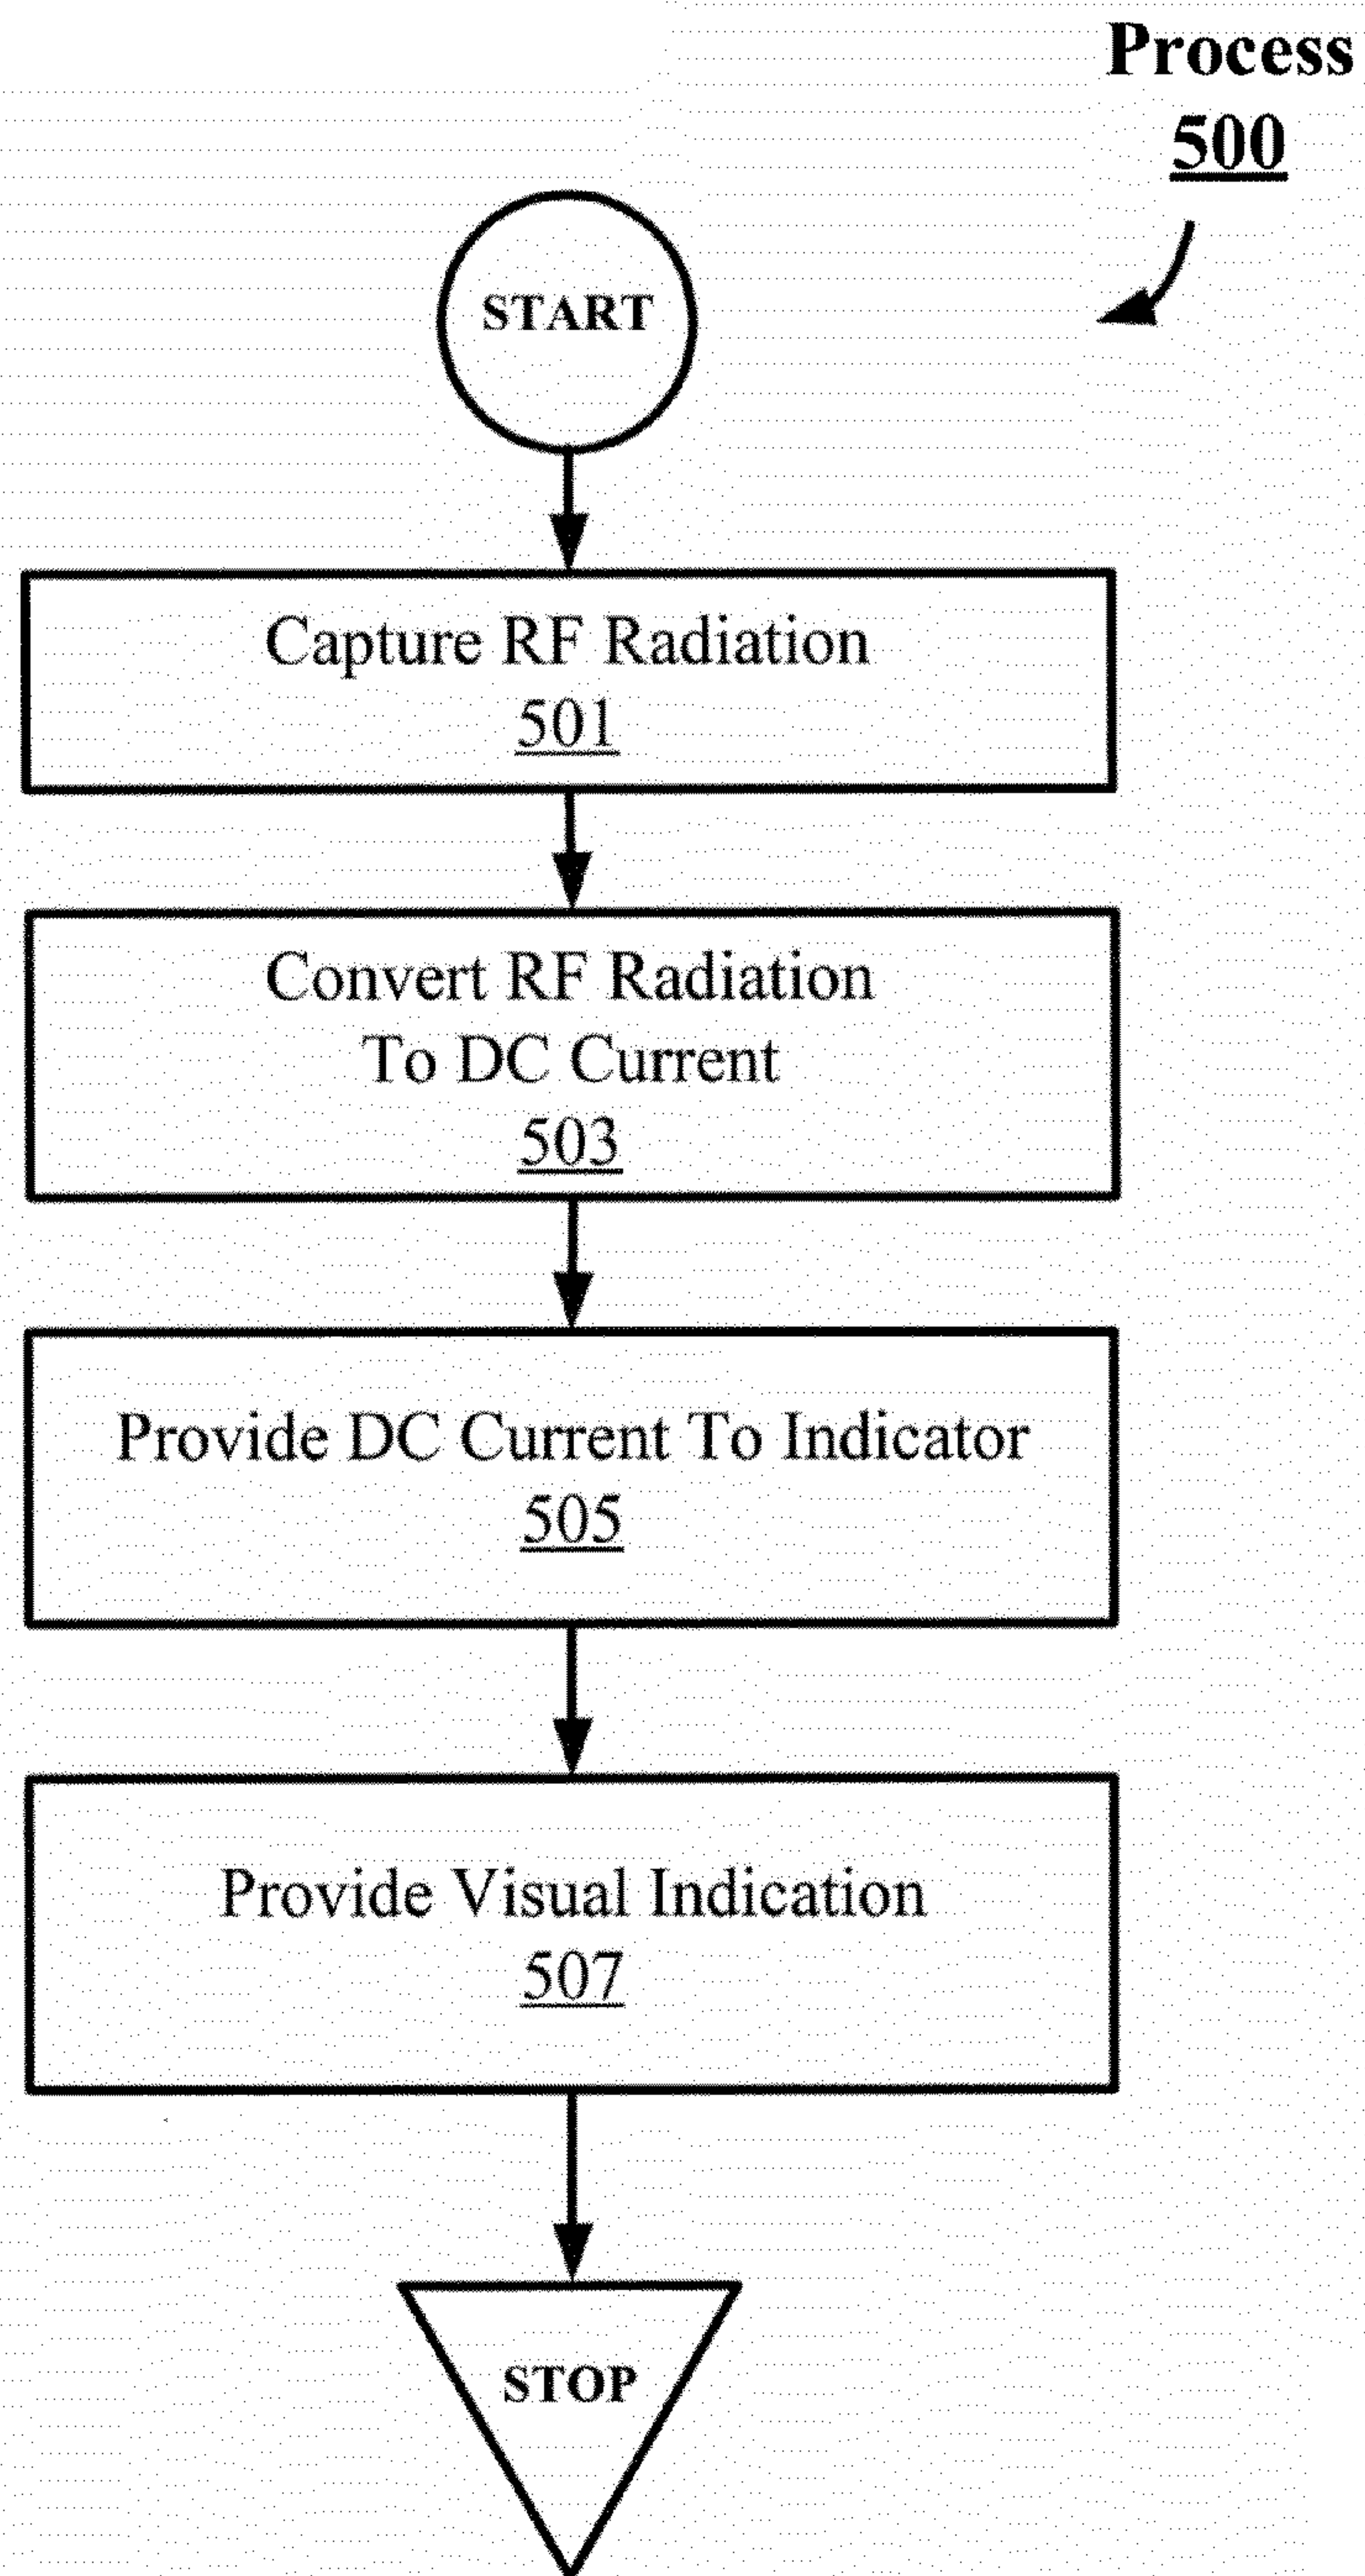 Process
500
START
Capture RF Radiation
501
Convert RF Radiation
To DC Current
503
Provide DC Current To Indicator
505
Provide Visual Indication
507
STOP